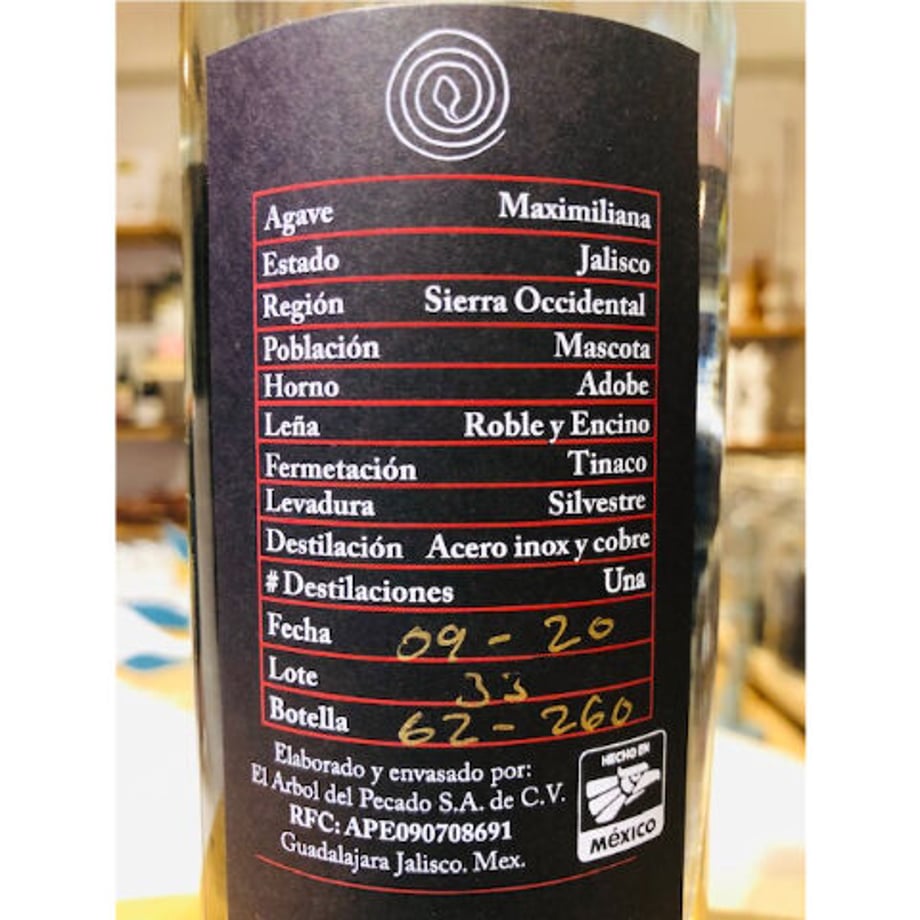 Agave Maximiliana
Estado Jalisco
Región Sierra Occidental
Población Mascota
Horno Adobe
Leña Roble y Encino
Fermetación Tinaco
Levadura Silvestre
Destilación Acero inox y cobre
# Destilaciones Una
Fecha 09 - 20
Lote 33
Botella 62 - 260
Elaborado y envasado por:
El Arbol del Pecado S.A. de C.V.
RFC: APE090708691
Guadalajara Jalisco. Mex.
HECHO EN
MÉXICO